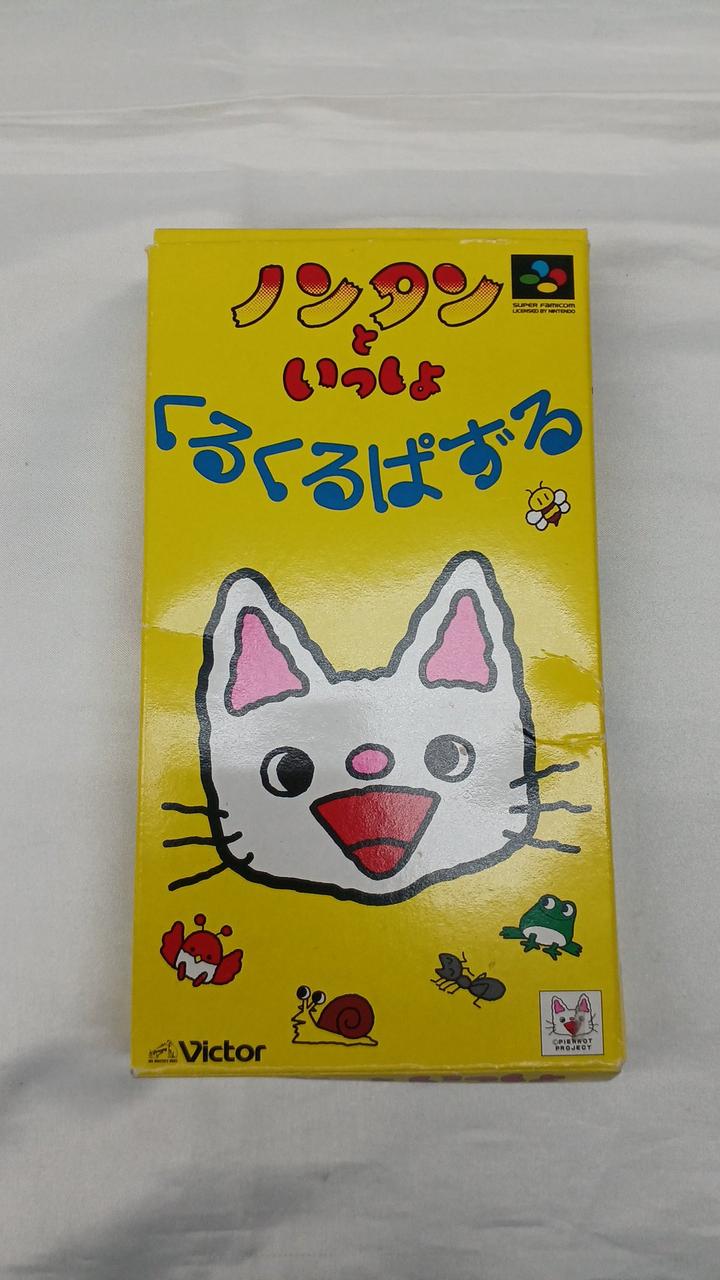 ノンタン
と
いっしょ
くるくるぱずる
SUPER FAMICOM
LICENSED BY NINTENDO
Victor
©PIERROT
PROJECT